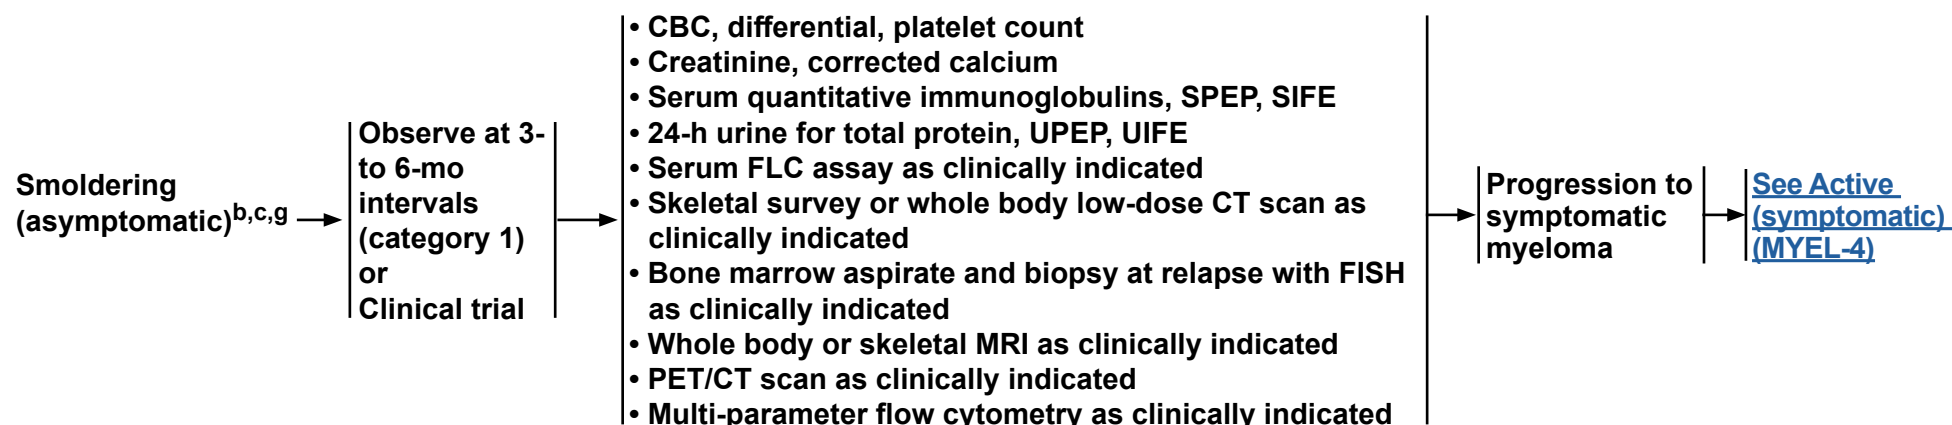 Smoldering
(asymptomatic)b,c,g
Observe at 3-
to 6-mo
intervals
(category 1)
or
Clinical trial
• CBC, differential, platelet count
• Creatinine, corrected calcium
• Serum quantitative immunoglobulins, SPEP, SIFE
• 24-h urine for total protein, UPEP, UIFE
• Serum FLC assay as clinically indicated
• Skeletal survey or whole body low-dose CT scan as
clinically indicated
• Bone marrow aspirate and biopsy at relapse with FISH
as clinically indicated
• Whole body or skeletal MRI as clinically indicated
• PET/CT scan as clinically indicated
• Multi-parameter flow cytometry as clinically indicated
Progression to
symptomatic
myeloma
See Active
(symptomatic)
(MYEL-4)